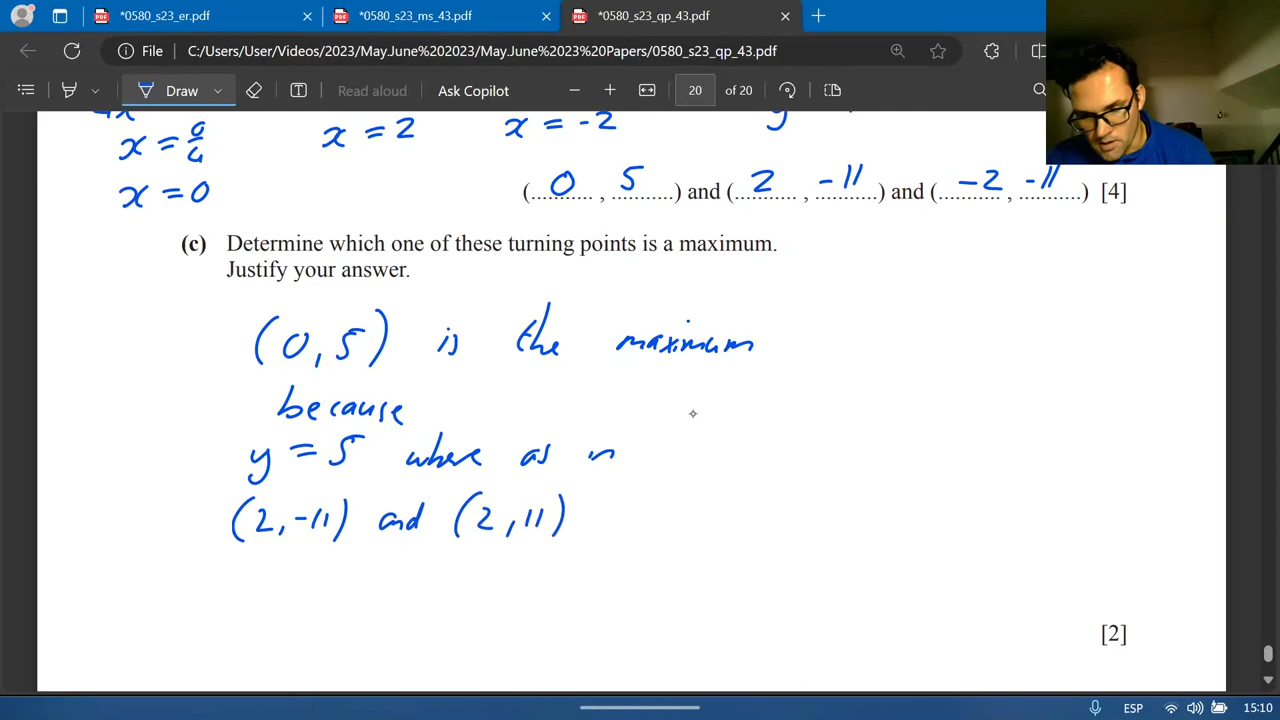 *0580_s23_er.pdf
*0580_s23_ms_43.pdf
*0580_s23_qp_43.pdf
File C:/Users/User/Videos/2023/May.June%202023/May.June%2023%20Papers/0580_s23_qp_43.pdf
Draw Read aloud Ask Copilot 20 of 20
x = 0/4 x = 2 x = -2 y
x = 0
(...0... , ...5...) and (...2... , ...-11...) and (...-2... , ...-11...) [4]
(c) Determine which one of these turning points is a maximum.
Justify your answer.
(0, 5) is the maximum
because
y = 5 where as in
(2, -11) and (2, 11)
[2]
ESP 15:10